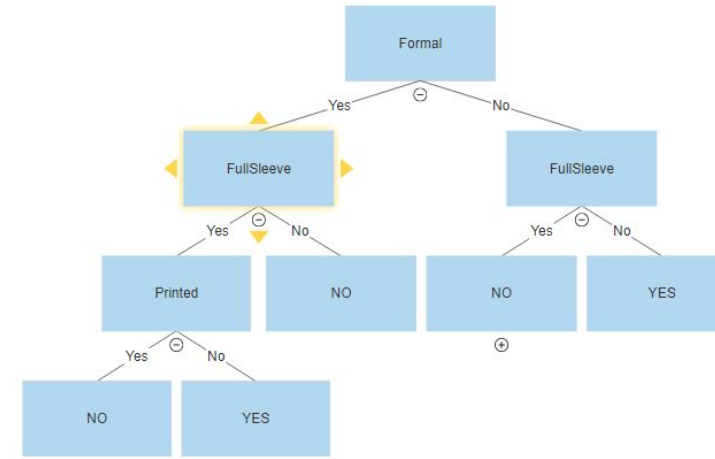 Formal
Yes
No
FullSleeve
FullSleeve
Yes
No
Yes
No
Printed
NO
NO
YES
Yes
No
NO
YES